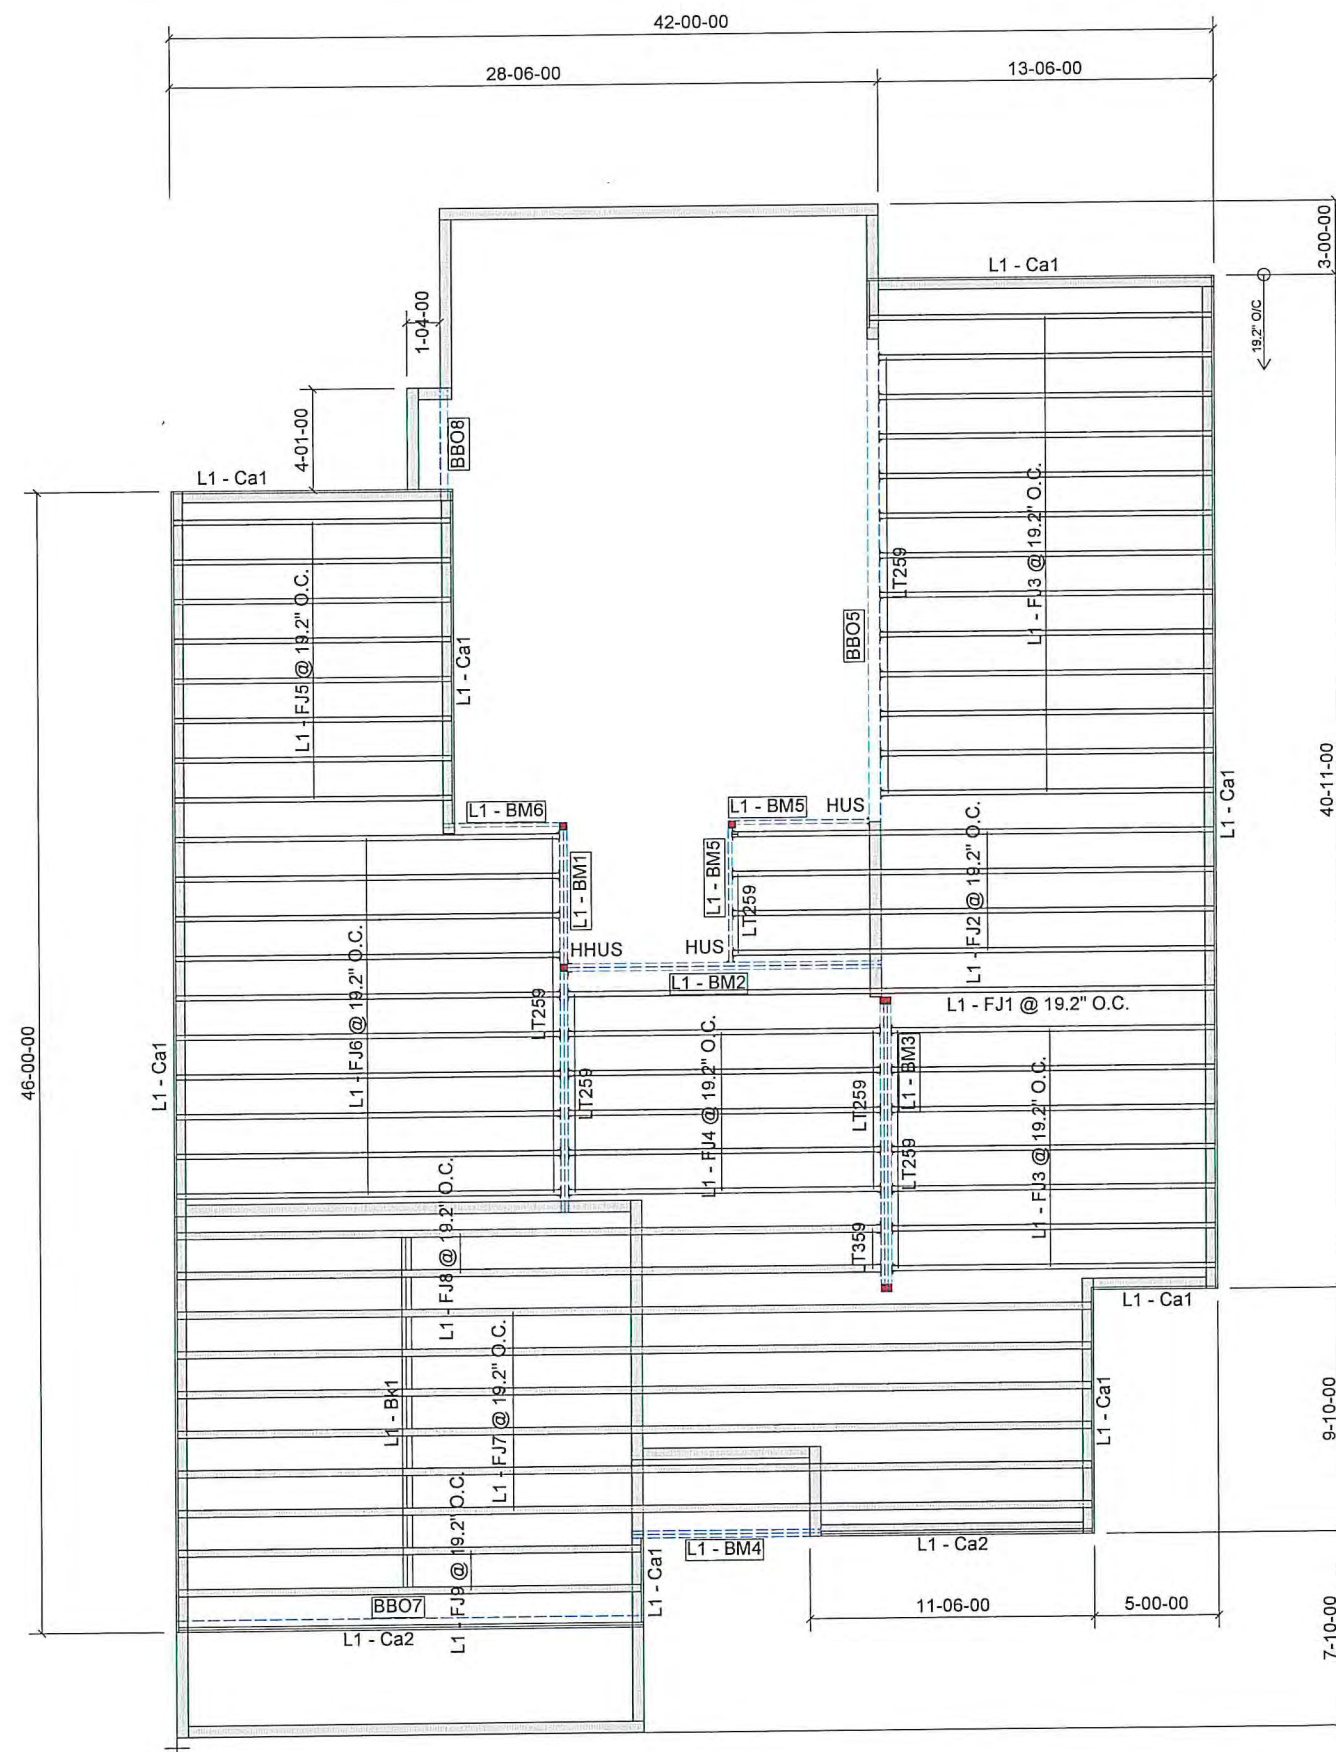 42-00-00
28-06-00
13-06-00
3-00-00
L1 - Ca1
19.2" O/C
1-04-00
4-01-00
BBO8
L1 - Ca1
L1 - FJ3 @ 19.2" O.C.
LT259
L1 - FJ5 @ 19.2" O.C.
L1 - Ca1
BBO5
40-11-00
L1 - BM6
L1 - BM5
HUS
L1 - Ca1
L1 - BM1
L1 - BM5
LT259
L1 - FJ2 @ 19.2" O.C.
HHUS
HUS
L1 - BM2
L1 - FJ1 @ 19.2" O.C.
46-00-00
L1 - Ca1
L1 - FJ6 @ 19.2" O.C.
LT259
LT259
L1 - FJ4 @ 19.2" O.C.
LT259
L1 - BM3
LT259
L1 - FJ3 @ 19.2" O.C.
L1 - FJ8 @ 19.2" O.C.
LT359
L1 - Ca1
L1 - Bk1
L1 - FJ7 @ 19.2" O.C.
L1 - Ca1
9-10-00
L1 - FJ9 @ 19.2" O.C.
L1 - BM4
L1 - Ca2
L1 - Ca1
BBO7
11-06-00
5-00-00
L1 - Ca2
7-10-00